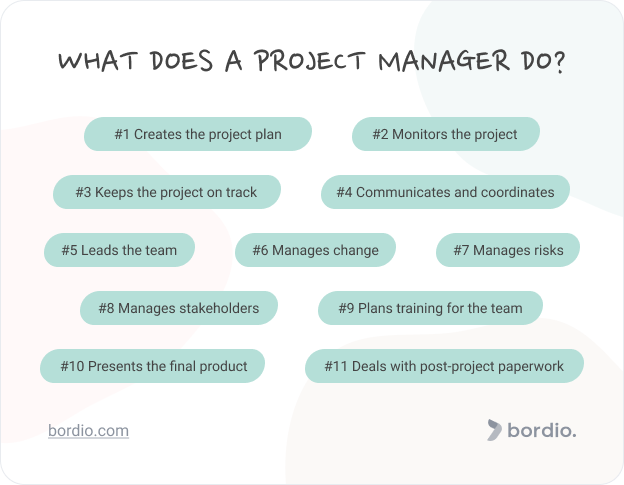 WHAT DOES A PROJECT MANAGER DO?
#1 Creates the project plan
#2 Monitors the project
#3 Keeps the project on track
#4 Communicates and coordinates
#5 Leads the team
#6 Manages change
#7 Manages risks
#8 Manages stakeholders
#9 Plans training for the team
#10 Presents the final product
#11 Deals with post-project paperwork
bordio.com
bordio.